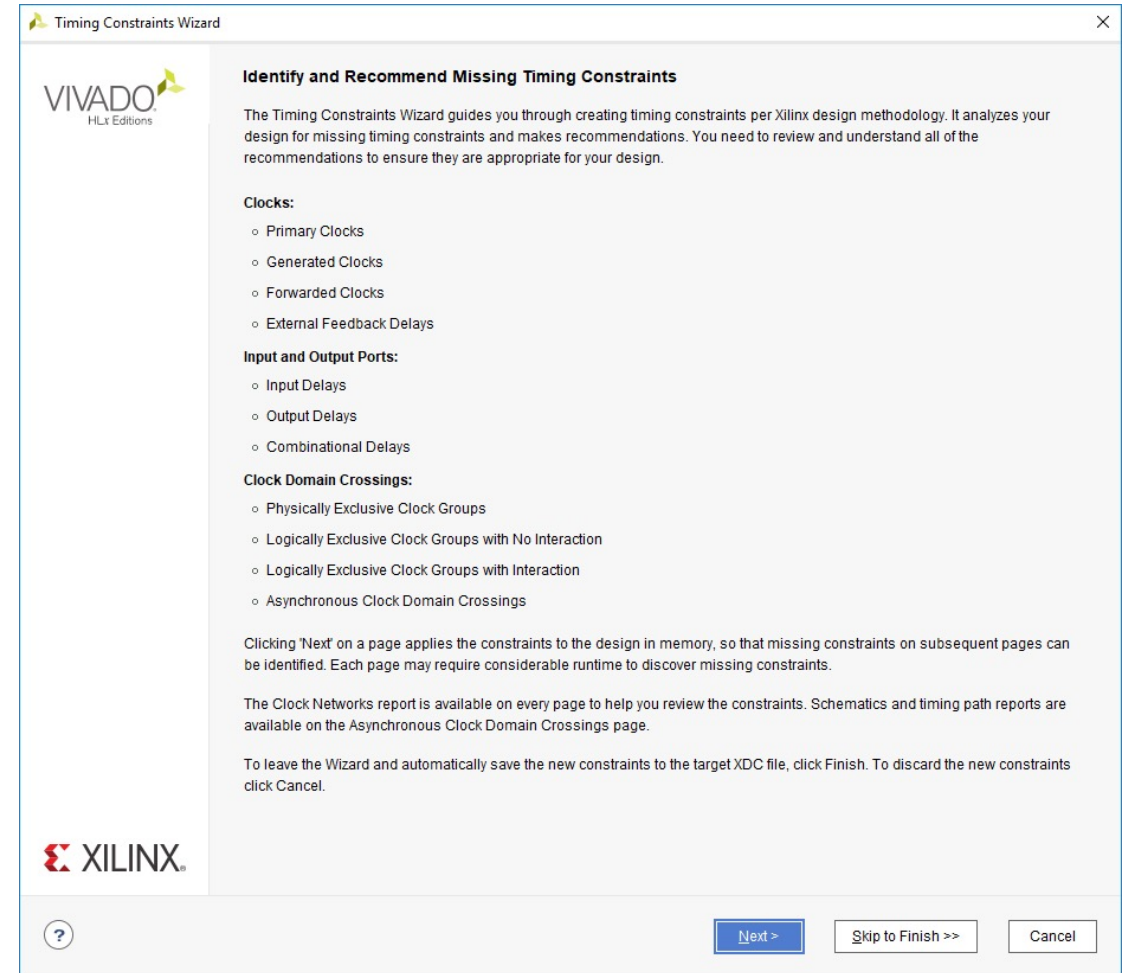 Timing Constraints Wizard
VIVADO
HLx Editions
Identify and Recommend Missing Timing Constraints
The Timing Constraints Wizard guides you through creating timing constraints per Xilinx design methodology. It analyzes your
design for missing timing constraints and makes recommendations. You need to review and understand all of the
recommendations to ensure they are appropriate for your design.
Clocks:
Primary Clocks
Generated Clocks
Forwarded Clocks
External Feedback Delays
Input and Output Ports:
Input Delays
Output Delays
Combinational Delays
Clock Domain Crossings:
Physically Exclusive Clock Groups
Logically Exclusive Clock Groups with No Interaction
Logically Exclusive Clock Groups with Interaction
Asynchronous Clock Domain Crossings
Clicking 'Next' on a page applies the constraints to the design in memory, so that missing constraints on subsequent pages can
be identified. Each page may require considerable runtime to discover missing constraints.
The Clock Networks report is available on every page to help you review the constraints. Schematics and timing path reports are
available on the Asynchronous Clock Domain Crossings page.
To leave the Wizard and automatically save the new constraints to the target XDC file, click Finish. To discard the new constraints
click Cancel.
XILINX
?
Next >
Skip to Finish >>
Cancel